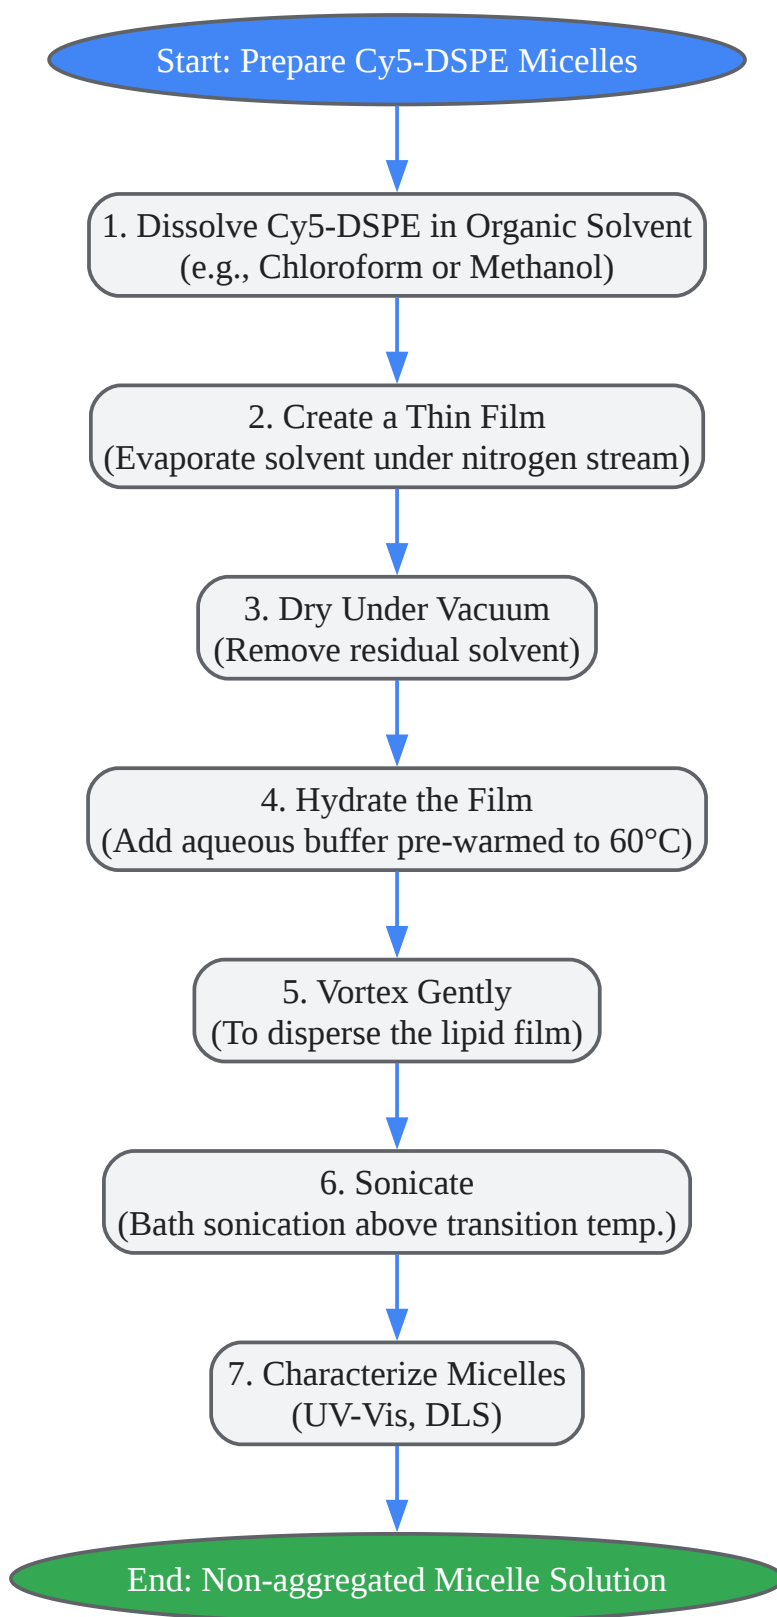 Start: Prepare Cy5-DSPE Micelles
1. Dissolve Cy5-DSPE in Organic Solvent
(e.g., Chloroform or Methanol)
2. Create a Thin Film
(Evaporate solvent under nitrogen stream)
3. Dry Under Vacuum
(Remove residual solvent)
4. Hydrate the Film
(Add aqueous buffer pre-warmed to 60°C)
5. Vortex Gently
(To disperse the lipid film)
6. Sonicate
(Bath sonication above transition temp.)
7. Characterize Micelles
(UV-Vis, DLS)
End: Non-aggregated Micelle Solution